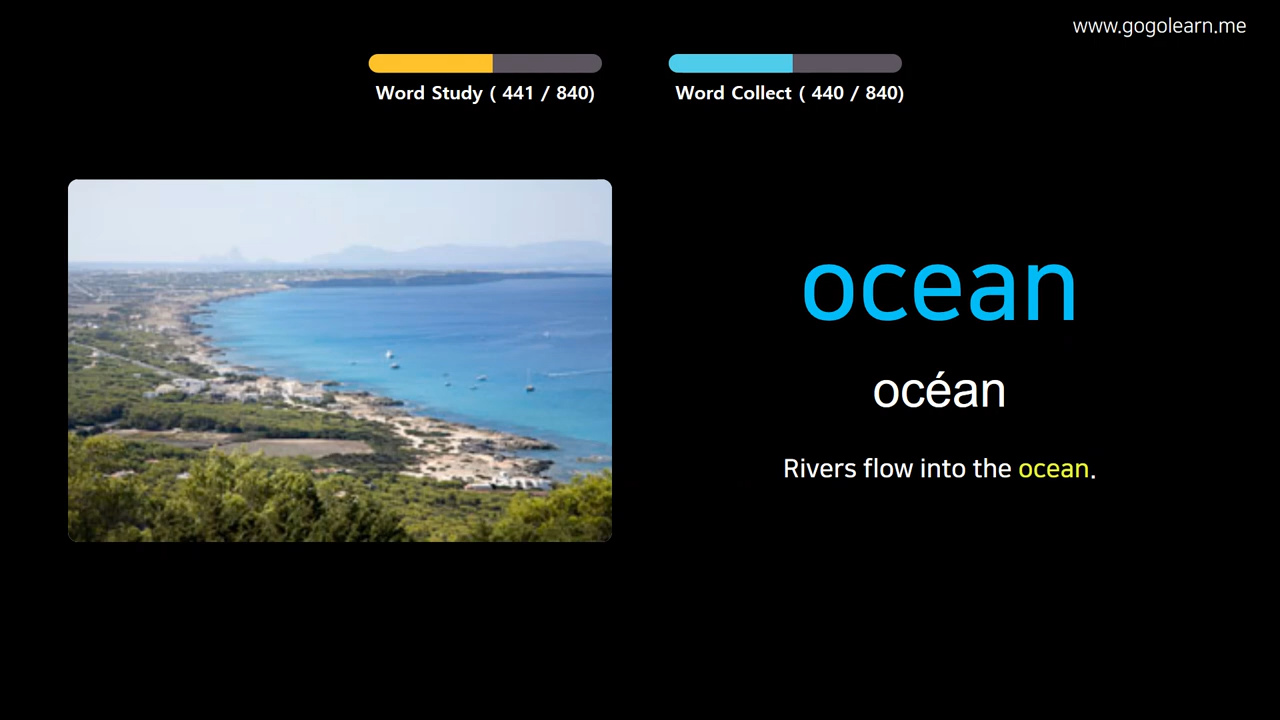 www.gogolearn.me
Word Study ( 441 / 840)
Word Collect ( 440 / 840)
ocean
océan
Rivers flow into the ocean.